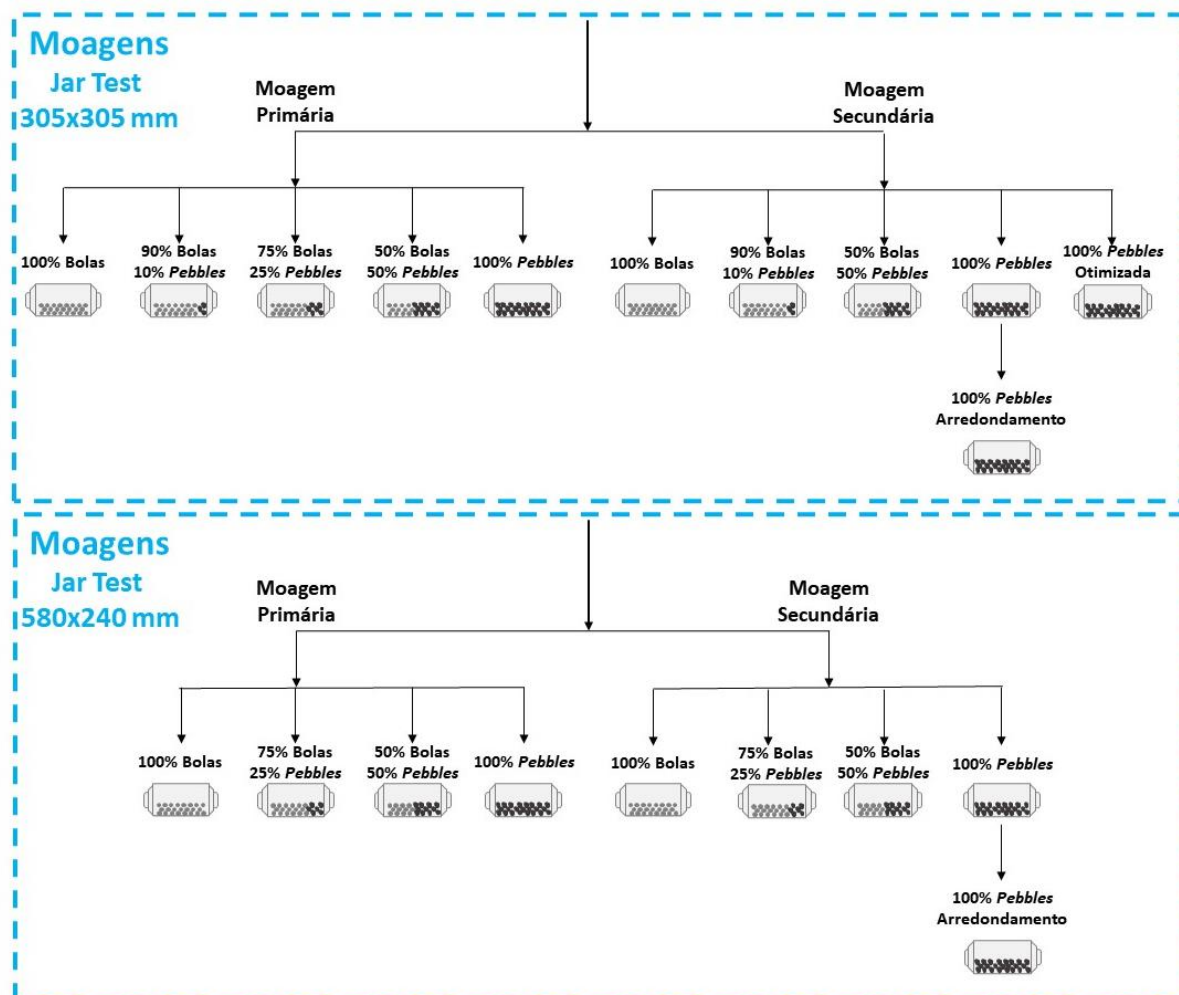 Moagens
Jar Test
305x305 mm
Moagem
Primária
Moagem
Secundária
100% Bolas
90% Bolas
10% Pebbles
75% Bolas
25% Pebbles
50% Bolas
50% Pebbles
100% Pebbles
100% Bolas
90% Bolas
10% Pebbles
50% Bolas
50% Pebbles
100% Pebbles
100% Pebbles
Otimizada
100% Pebbles
Arredondamento
Moagens
Jar Test
580x240 mm
Moagem
Primária
Moagem
Secundária
100% Bolas
75% Bolas
25% Pebbles
50% Bolas
50% Pebbles
100% Pebbles
100% Bolas
75% Bolas
25% Pebbles
50% Bolas
50% Pebbles
100% Pebbles
100% Pebbles
Arredondamento